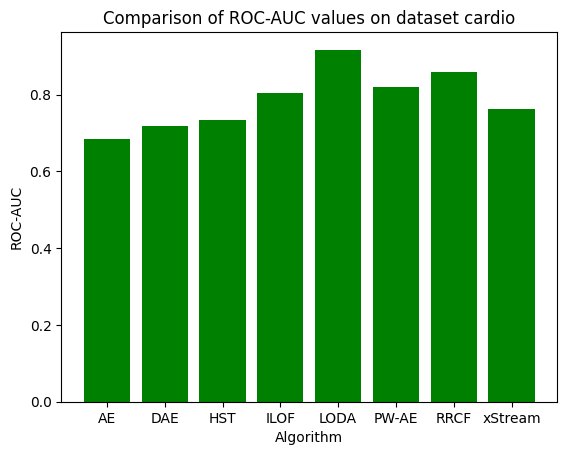 Comparison of ROC-AUC values on dataset cardio
ROC-AUC
0.8
0.6
0.4
0.2
0.0
AE DAE HST ILOF LODA PW-AE RRCF xStream
Algorithm